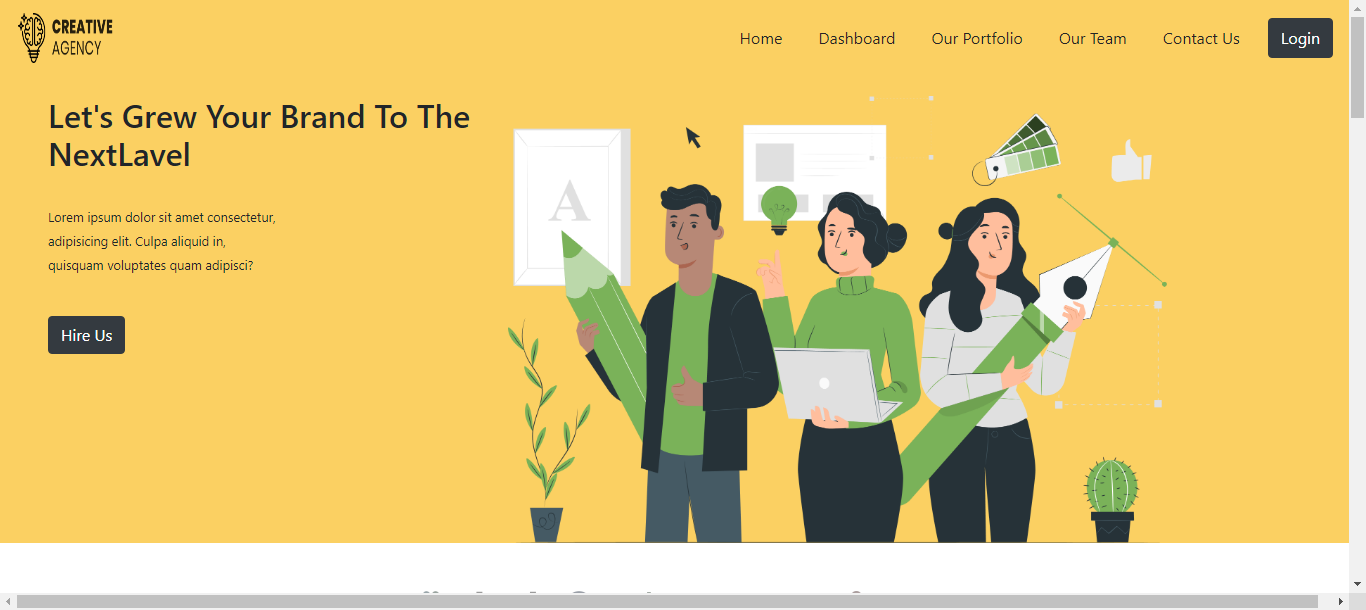 CREATIVE
AGENCY
Home
Dashboard
Our Portfolio
Our Team
Contact Us
Login
Let's Grew Your Brand To The
NextLavel
Lorem ipsum dolor sit amet consectetur,
adipisicing elit. Culpa aliquid in,
quisquam voluptates quam adipisci?
Hire Us
A